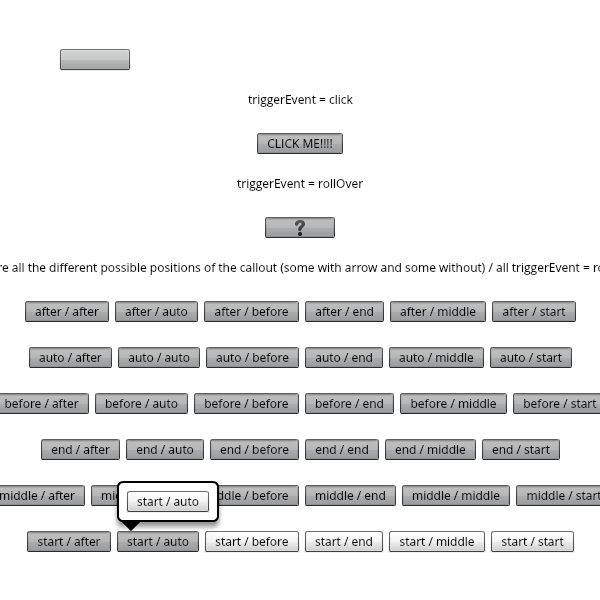 triggerEvent = click
CLICK ME!!!!
triggerEvent = rollOver
?
all the different possible positions of the callout (some with arrow and some without) / all triggerEvent =
after / after after / auto after / before after / end after / middle after / start
auto / after auto / auto auto / before auto / end auto / middle auto / start
before / after before / auto before / before before / end before / middle before / start
end / after end / auto end / before end / end end / middle end / start
middle / after / before middle / end middle / middle middle / start
start / auto
start / after start / auto start / before start / end start / middle start / start